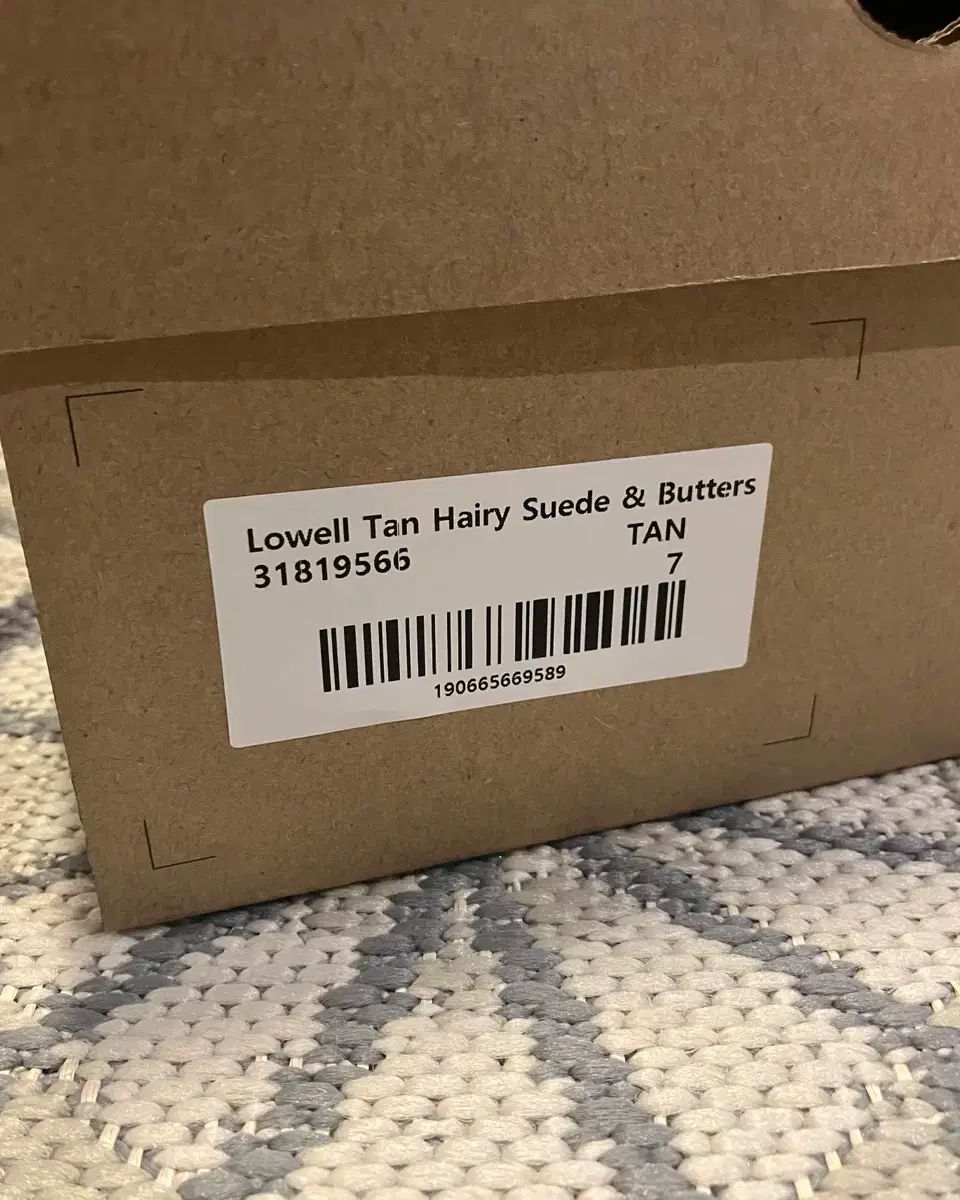 Lowell Tan Hairy Suede & Butters
31819566 TAN
7
190665669589